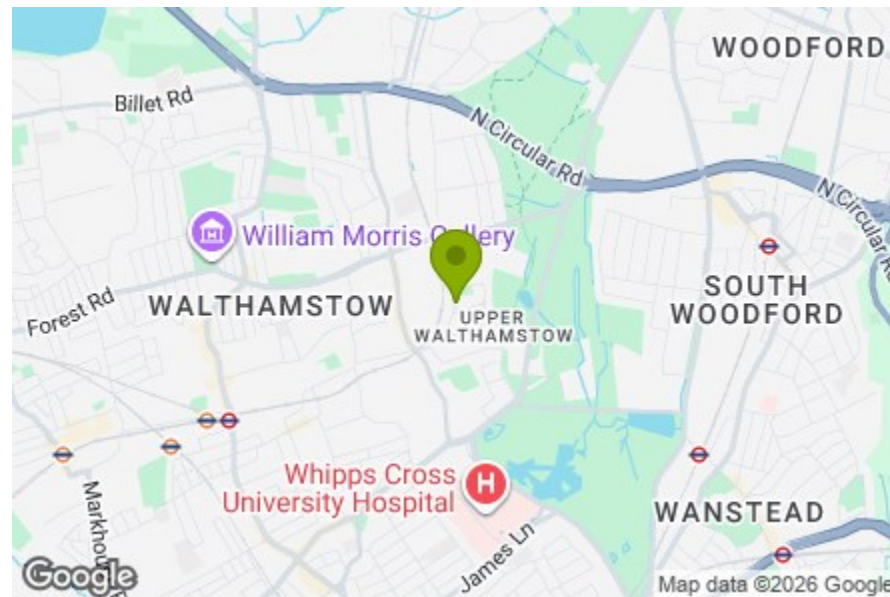 WOODFORD
Billet Rd
N Circular Rd
N Circular Rd
William Morris Gallery
Forest Rd
WALTHAMSTOW
SOUTH
WOODFORD
UPPER
WALTHAMSTOW
Whipps Cross
University Hospital
H
WANSTEAD
James Ln
Google
Map data ©2026 Google